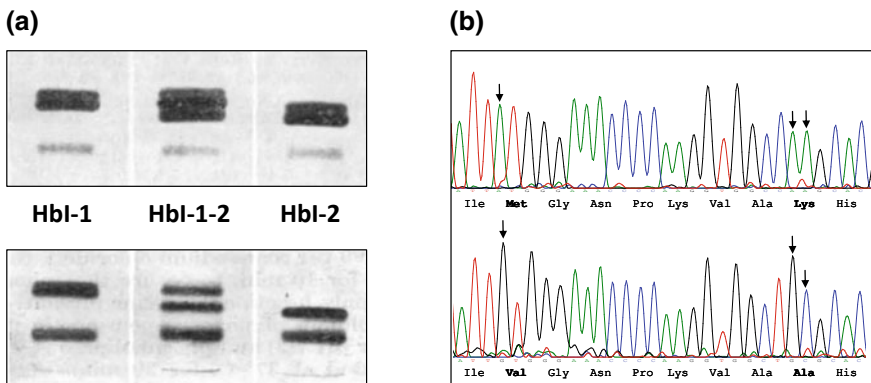 (a)
(b)
HbI-1 HbI-1-2 HbI-2
Ile Met Gly Asn Pro Lys Val Ala Lys His
Ile Val Gly Asn Pro Lys Val Ala Ala His